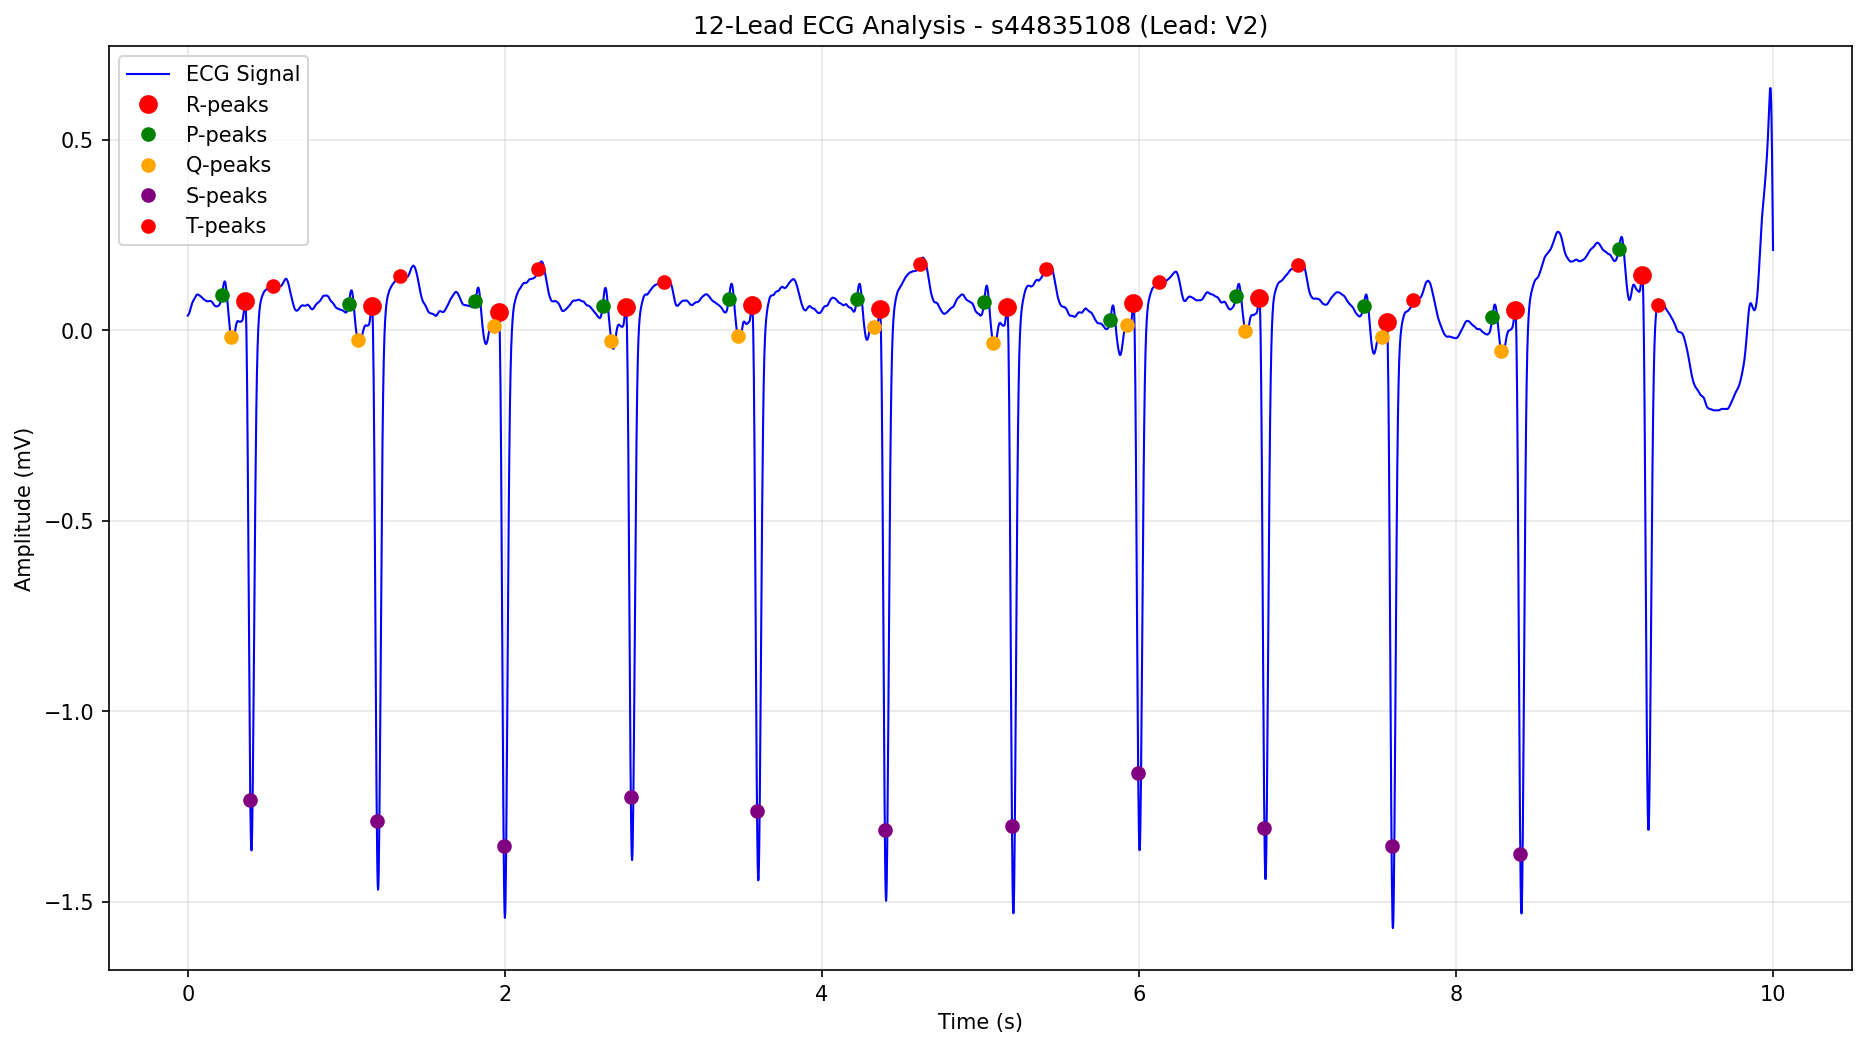 12-Lead ECG Analysis - s44835108 (Lead: V2)
ECG Signal
R-peaks
P-peaks
Q-peaks
S-peaks
T-peaks
0.5
0.0
−0.5
−1.0
−1.5
Amplitude (mV)
0 2 4 6 8 10
Time (s)